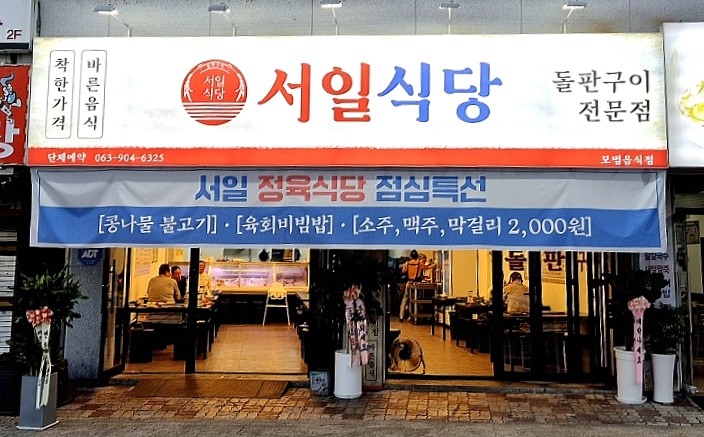 2F
착한가격
바른음식
서일
식당
서일식당
돌판구이
전문점
단체예약 063-904-6325
모범음식점
서일 정육식당 점심특선
[콩나물 불고기]·[육회비빔밥]·[소주,맥주,막걸리 2,000원]
ADT
돌판구